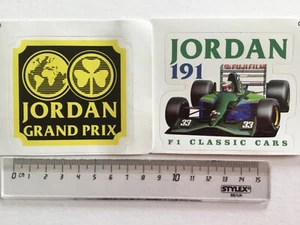 JORDAN
GRAND PRIX
JORDAN
191
FUJIFILM
33
33
F1 CLASSIC CARS
0 CM 1 2 3 4 5 6 7 8 9 10 11 12 13 14 15
STYLEX